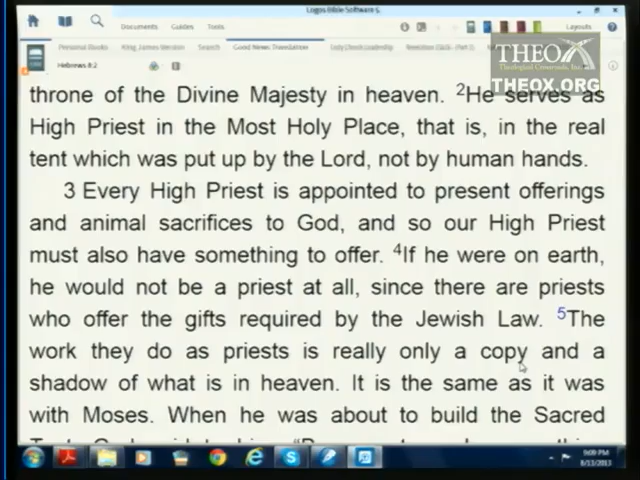 Logos Bible Software 5
Documents Guides Tools
Layouts
Personal Books King James Version Search Good News Translation
Hebrews 8:2
THEOX
Theological Crossroads, Inc.
THEOX.ORG
throne of the Divine Majesty in heaven. 2He serves as
High Priest in the Most Holy Place, that is, in the real
tent which was put up by the Lord, not by human hands.
3 Every High Priest is appointed to present offerings
and animal sacrifices to God, and so our High Priest
must also have something to offer. 4If he were on earth,
he would not be a priest at all, since there are priests
who offer the gifts required by the Jewish Law. 5The
work they do as priests is really only a copy and a
shadow of what is in heaven. It is the same as it was
with Moses. When he was about to build the Sacred
9:09 PM
8/13/2013